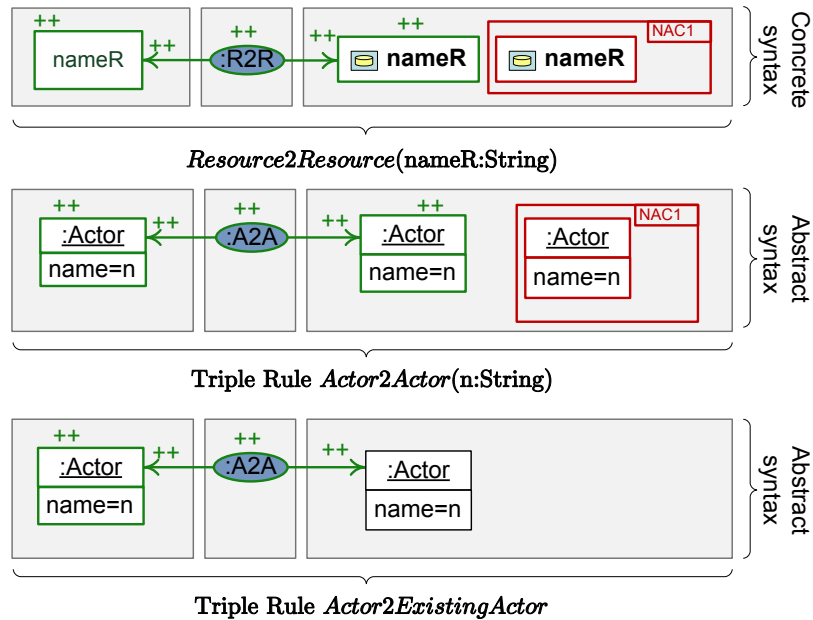 ++ ++ ++
nameR ++ :R2R ++ nameR nameR NAC1
Concrete
syntax
Resource2Resource(nameR:String)
++ ++ ++
:Actor ++ :A2A ++ :Actor :Actor NAC1
name=n name=n name=n
Abstract
syntax
Triple Rule Actor2Actor(n:String)
++ ++
:Actor ++ :A2A ++ :Actor
name=n name=n
Abstract
syntax
Triple Rule Actor2ExistingActor